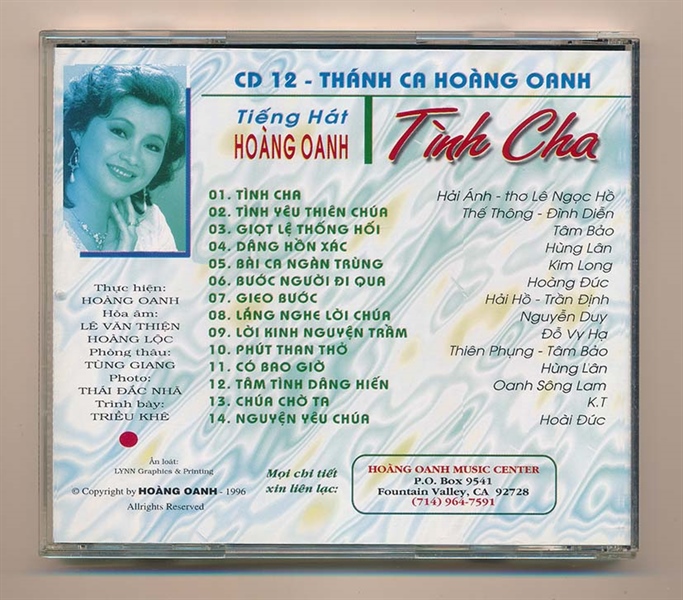 CD 12 - THÁNH CA HOÀNG OANH
Tiếng Hát
HOÀNG OANH
Tình Cha
01. TÌNH CHA Hải Ánh - thơ Lê Ngọc Hồ
02. TÌNH YÊU THIÊN CHÚA Thế Thông - Đình Diễn
03. GIỌT LỆ THỐNG HỐI Tâm Bảo
04. DÂNG HỒN XÁC Hùng Lân
05. BÀI CA NGÀN TRÙNG Kim Long
06. BƯỚC NGƯỜI ĐI QUA Hoàng Đức
07. GIEO BƯỚC Hải Hồ - Trần Định
08. LẮNG NGHE LỜI CHÚA Nguyễn Duy
09. LỜI KINH NGUYỆN TRẦM Đỗ Vy Hạ
10. PHÚT THAN THỞ Thiên Phụng - Tâm Bảo
11. CÓ BAO GIỜ Hùng Lân
12. TÂM TÌNH DÂNG HIẾN Oanh Sông Lam
13. CHÚA CHỜ TA K.T
14. NGUYỆN YÊU CHÚA Hoài Đức
Thực hiện:
HOÀNG OANH
Hòa âm:
LÊ VĂN THIỆN
HOÀNG LỘC
Phòng thâu:
TÙNG GIANG
Photo:
THÁI ĐẮC NHÃ
Trình bày:
TRIỀU KHÊ
Ấn loát:
LYNN Graphics & Printing
© Copyright by HOÀNG OANH - 1996
Allrights Reserved
Mọi chi tiết
xin liên lạc:
HOÀNG OANH MUSIC CENTER
P.O. Box 9541
Fountain Valley, CA 92728
(714) 964-7591